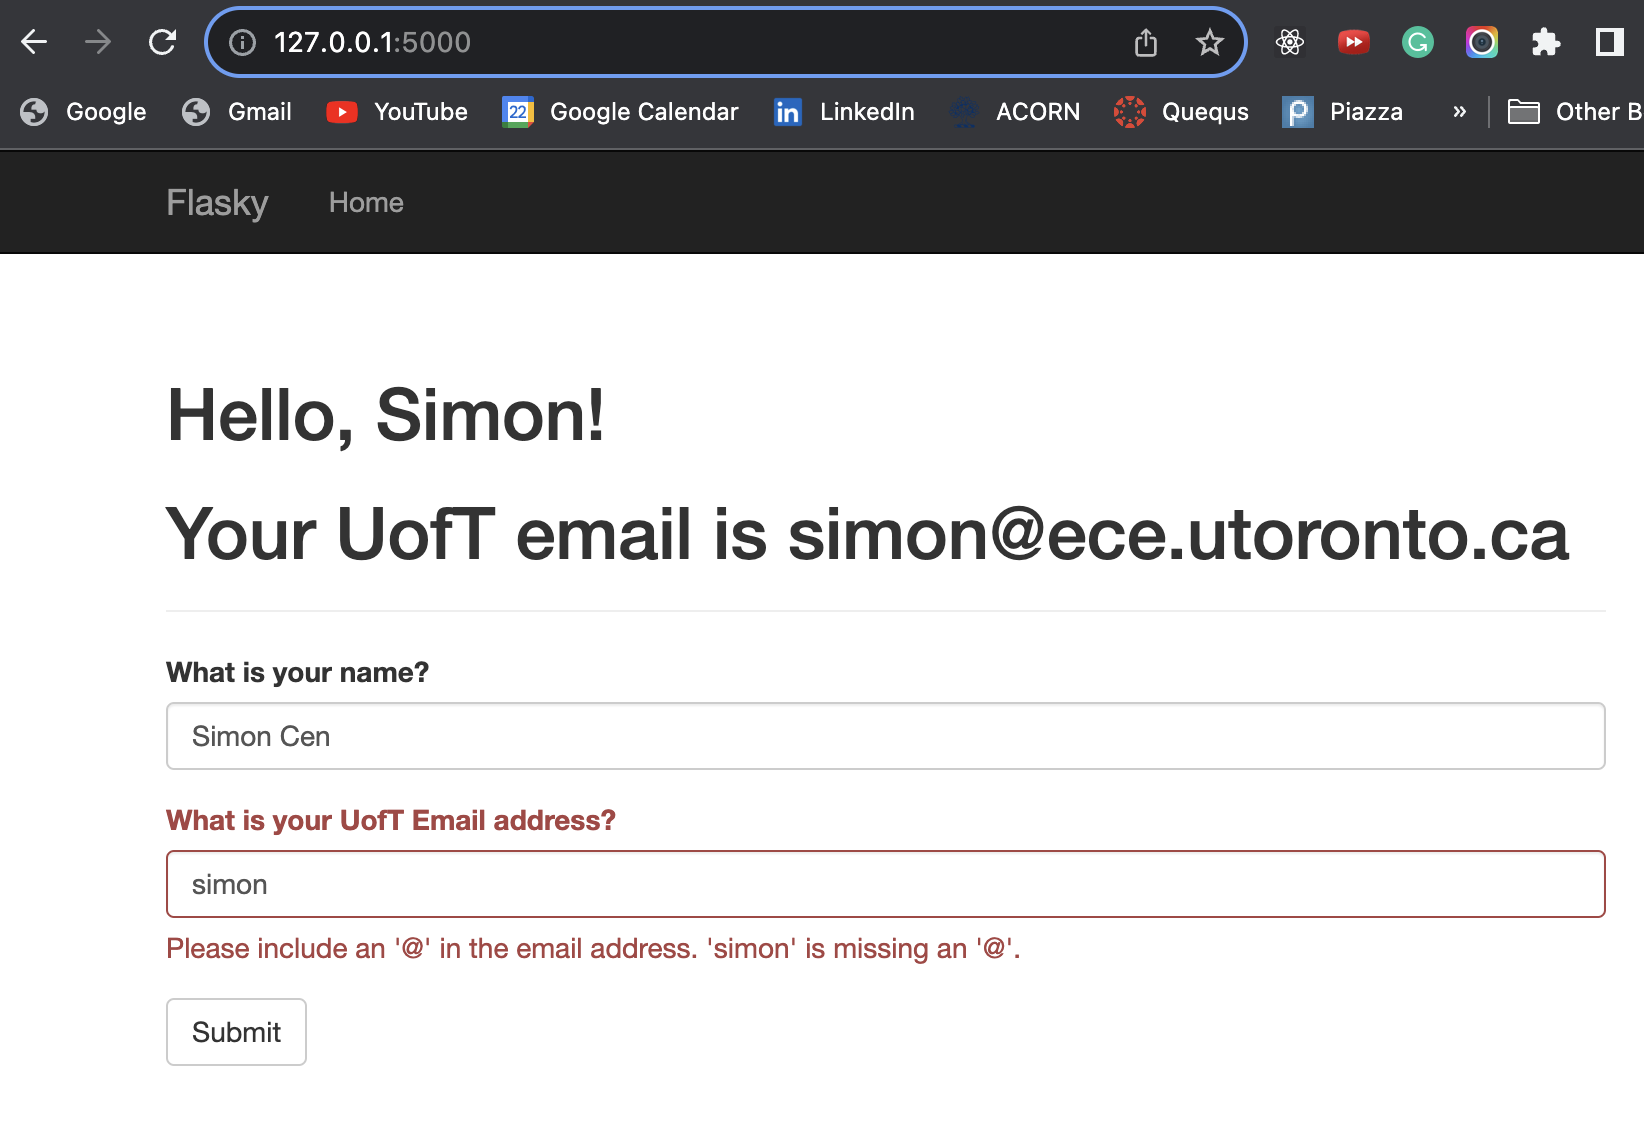 127.0.0.1:5000
Google Gmail YouTube 22 Google Calendar in LinkedIn ACORN Quequs Piazza » Other B
Flasky Home
Hello, Simon!
Your UofT email is simon@ece.utoronto.ca
What is your name?
Simon Cen
What is your UofT Email address?
simon
Please include an '@' in the email address. 'simon' is missing an '@'.
Submit